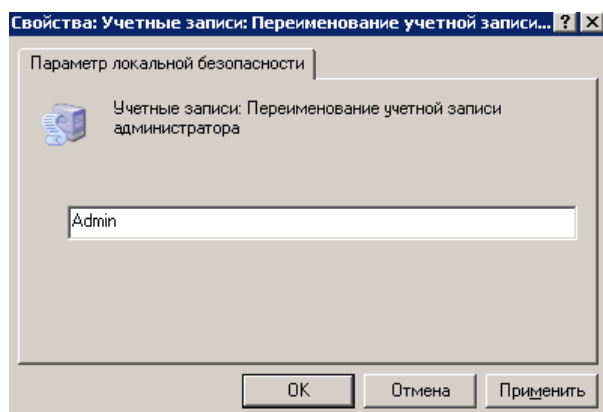 Свойства: Учетные записи: Переименование учетной записи... ? X
Параметр локальной безопасности
Учетные записи: Переименование учетной записи
администратора
Admin
OK Отмена Применить